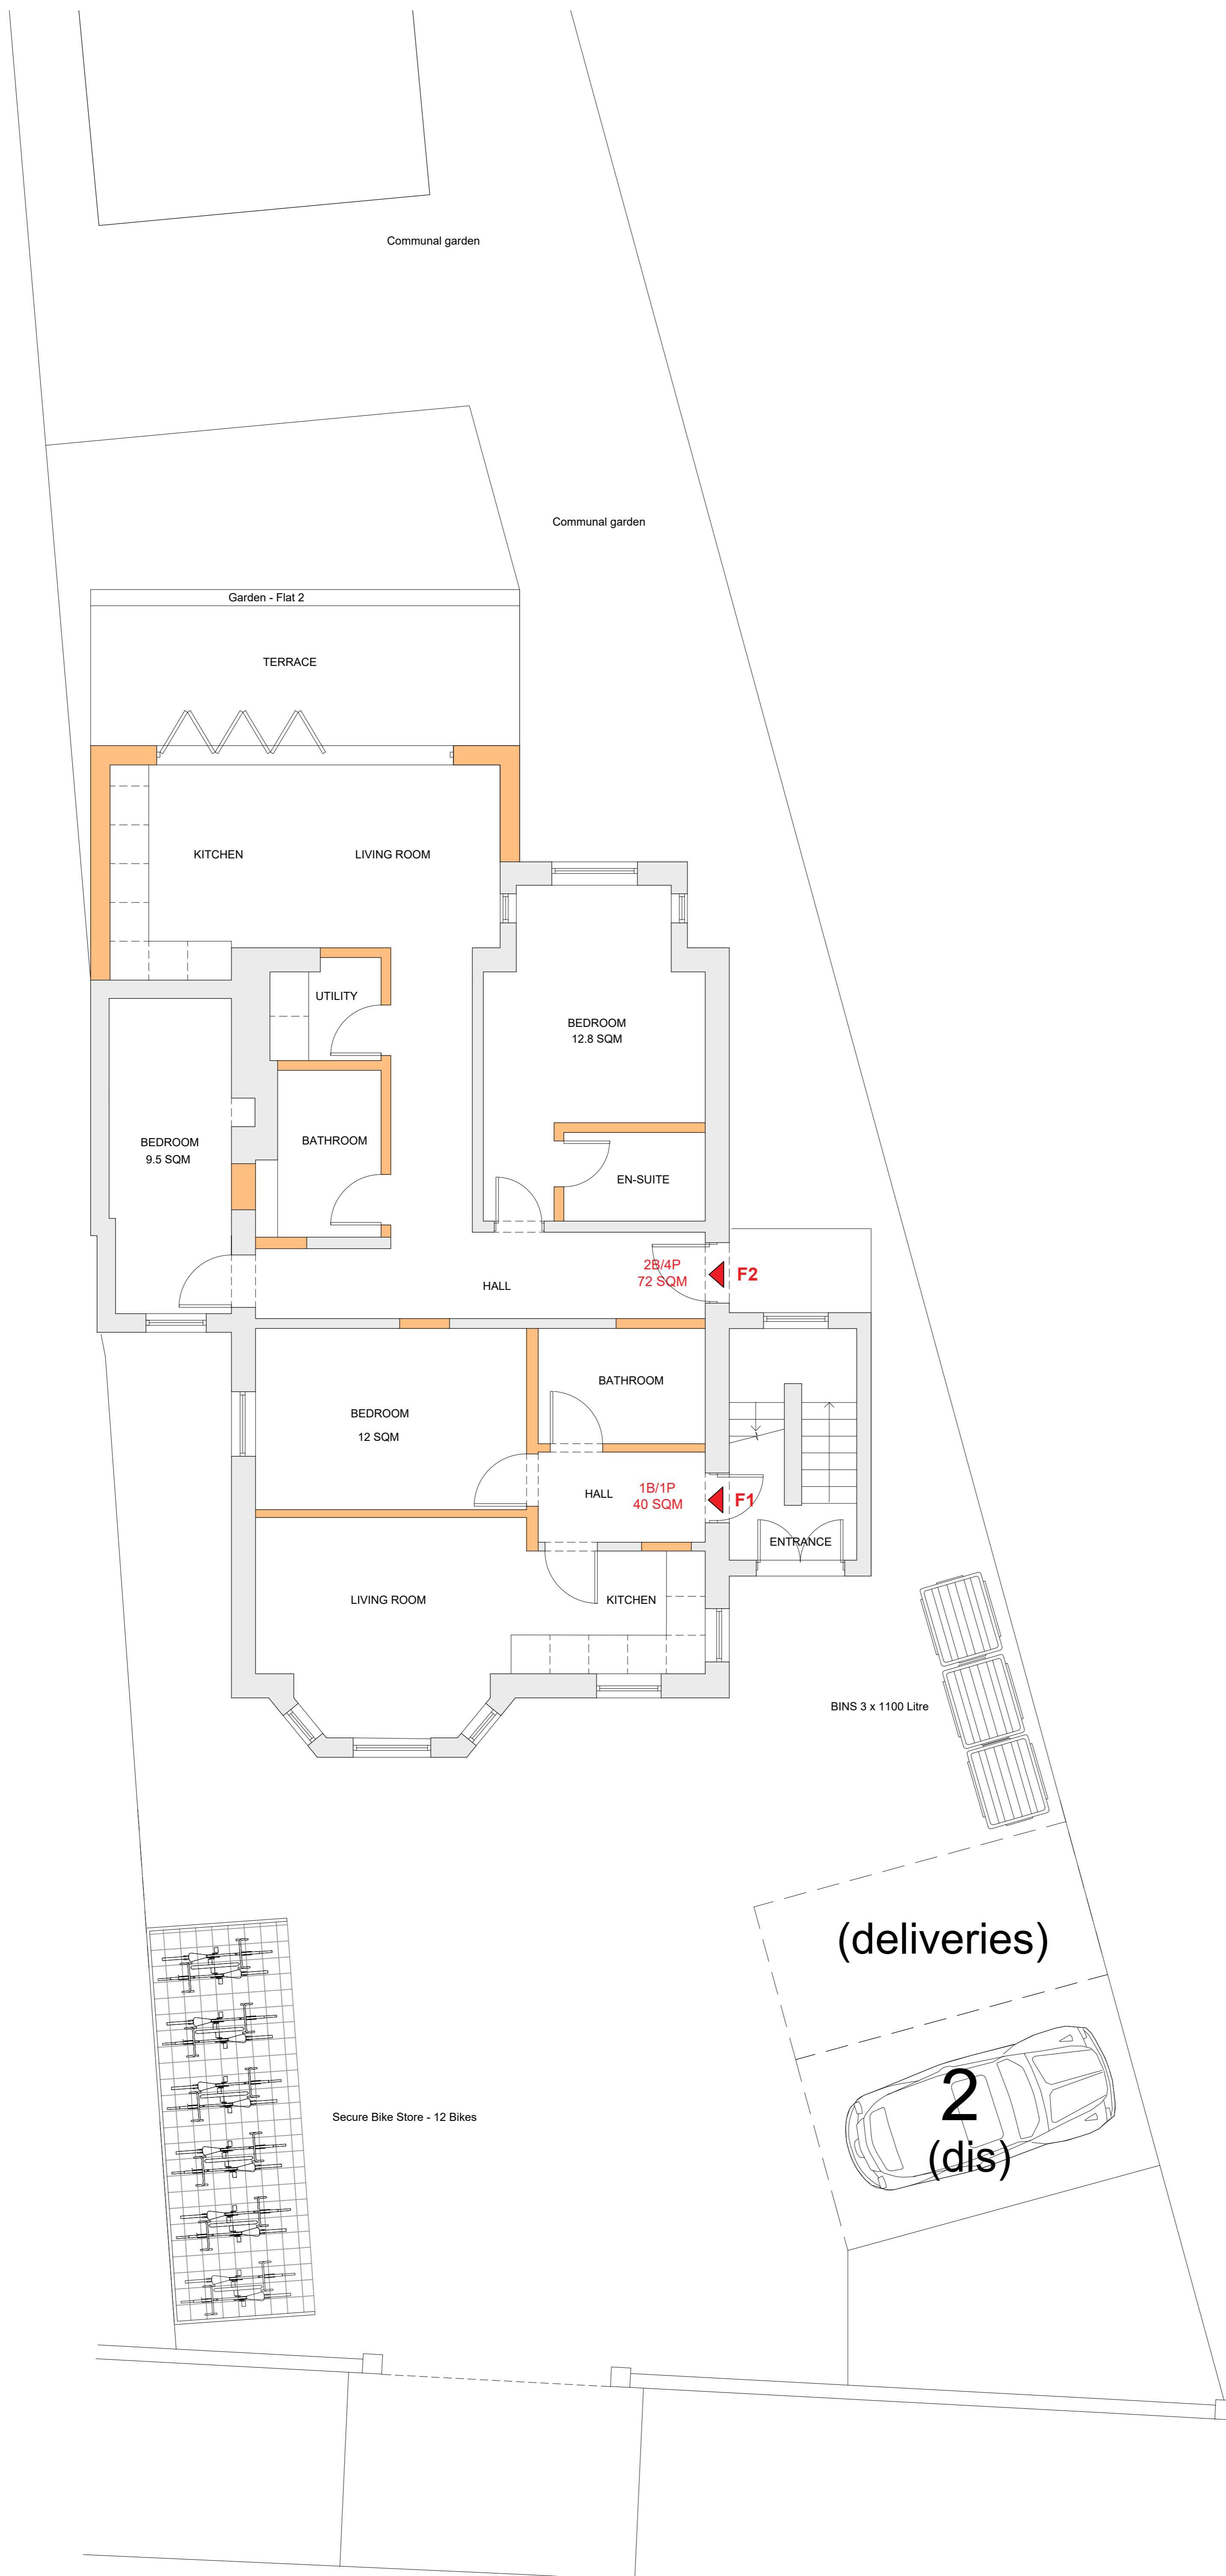 Communal garden
Communal garden
Garden - Flat 2
TERRACE
KITCHEN
LIVING ROOM
UTILITY
BEDROOM
12.8 SQM
BEDROOM
9.5 SQM
BATHROOM
EN-SUITE
2B/4P
72 SQM
F2
HALL
BATHROOM
BEDROOM
12 SQM
HALL
1B/1P
40 SQM
F1
ENTRANCE
LIVING ROOM
KITCHEN
BINS 3 x 1100 Litre
(deliveries)
2
(dis)
Secure Bike Store - 12 Bikes